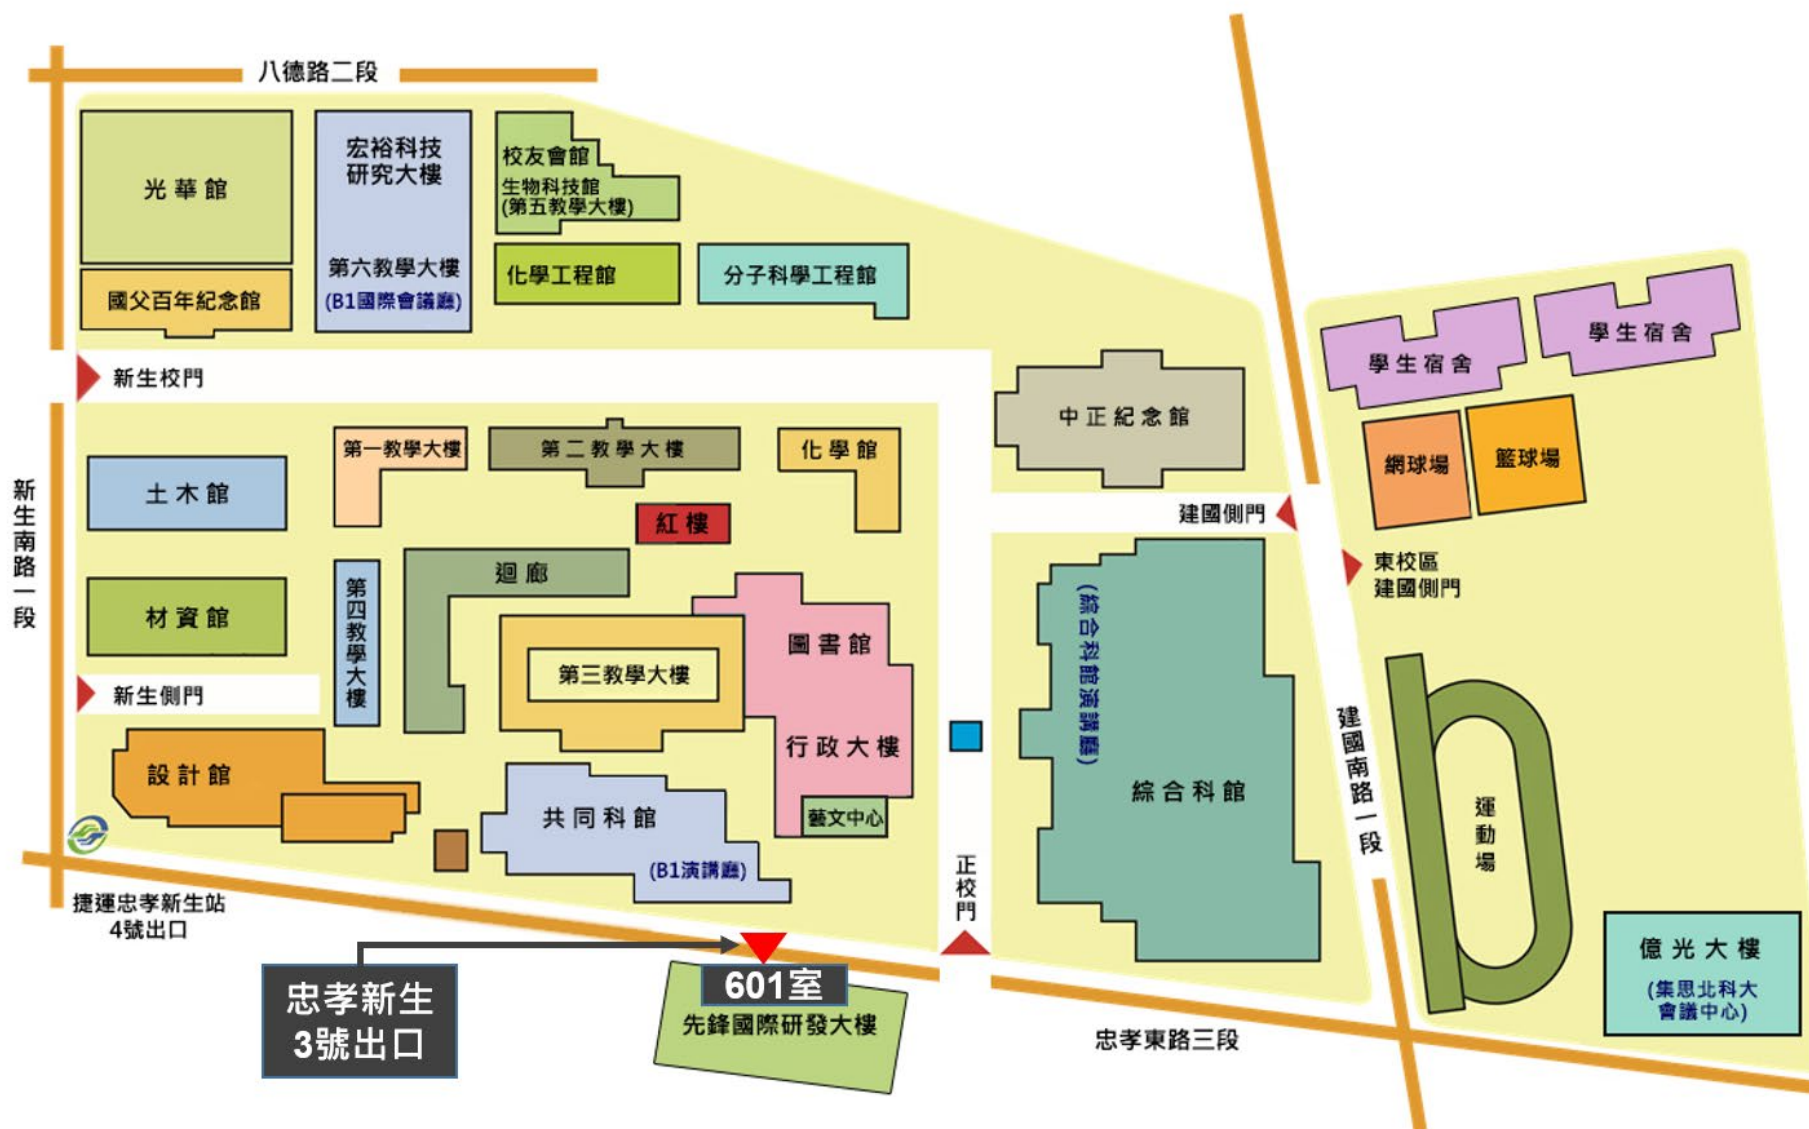 八德路二段
光華館
宏裕科技
研究大樓
第六教學大樓
(B1國際會議廳)
校友會館
生物科技館
(第五教學大樓)
國父百年紀念館
化學工程館
分子科學工程館
學生宿舍
學生宿舍
新生校門
中正紀念館
網球場
籃球場
第一教學大樓
第二教學大樓
化學館
新生南路一段
土木館
紅樓
建國側門
東校區
建國側門
迴廊
材資館
第四教學大樓
圖書館
(綜合科館演講廳)
第三教學大樓
新生側門
行政大樓
設計館
綜合科館
建國南路一段
共同科館
藝文中心
(B1演講廳)
運動場
正校門
捷運忠孝新生站
4號出口
忠孝新生
3號出口
601室
先鋒國際研發大樓
忠孝東路三段
億光大樓
(集思北科大
會議中心)